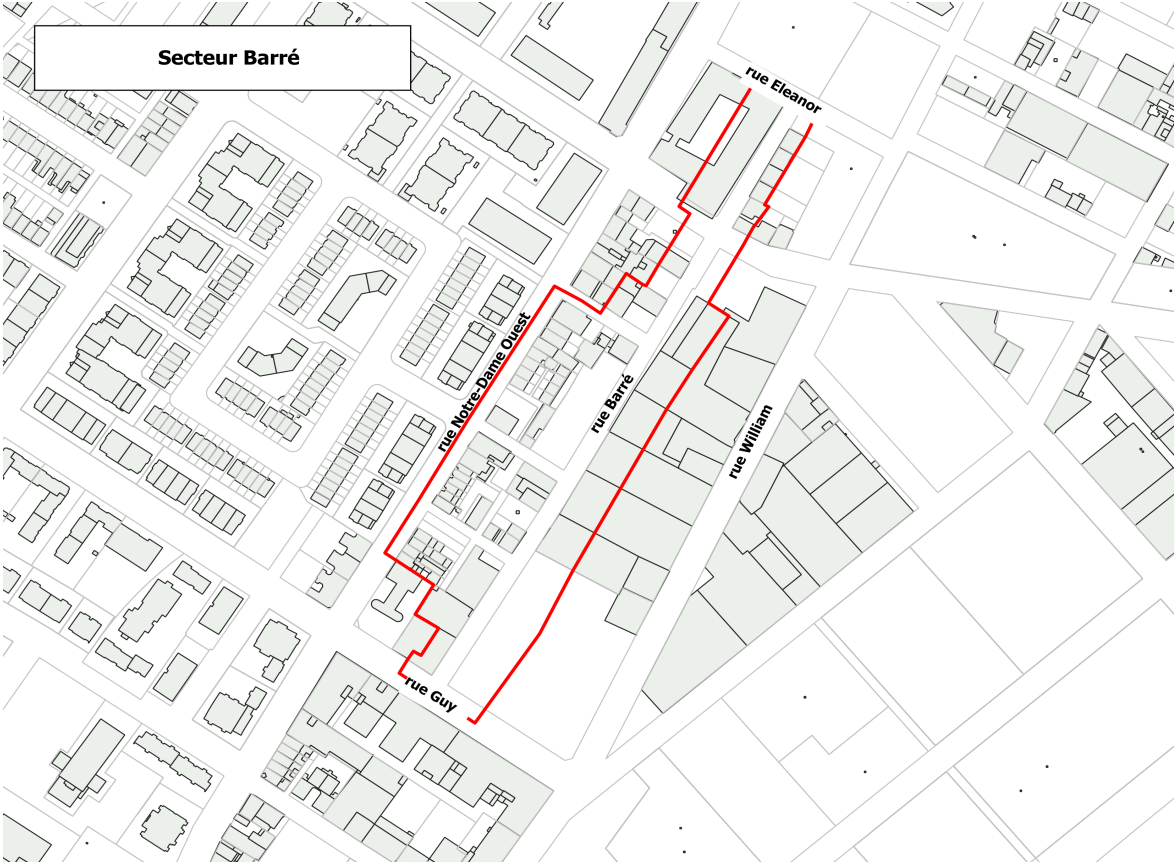 Secteur Barré
rue Eleanor
rue Notre-Dame Ouest
rue Barré
rue William
rue Guy